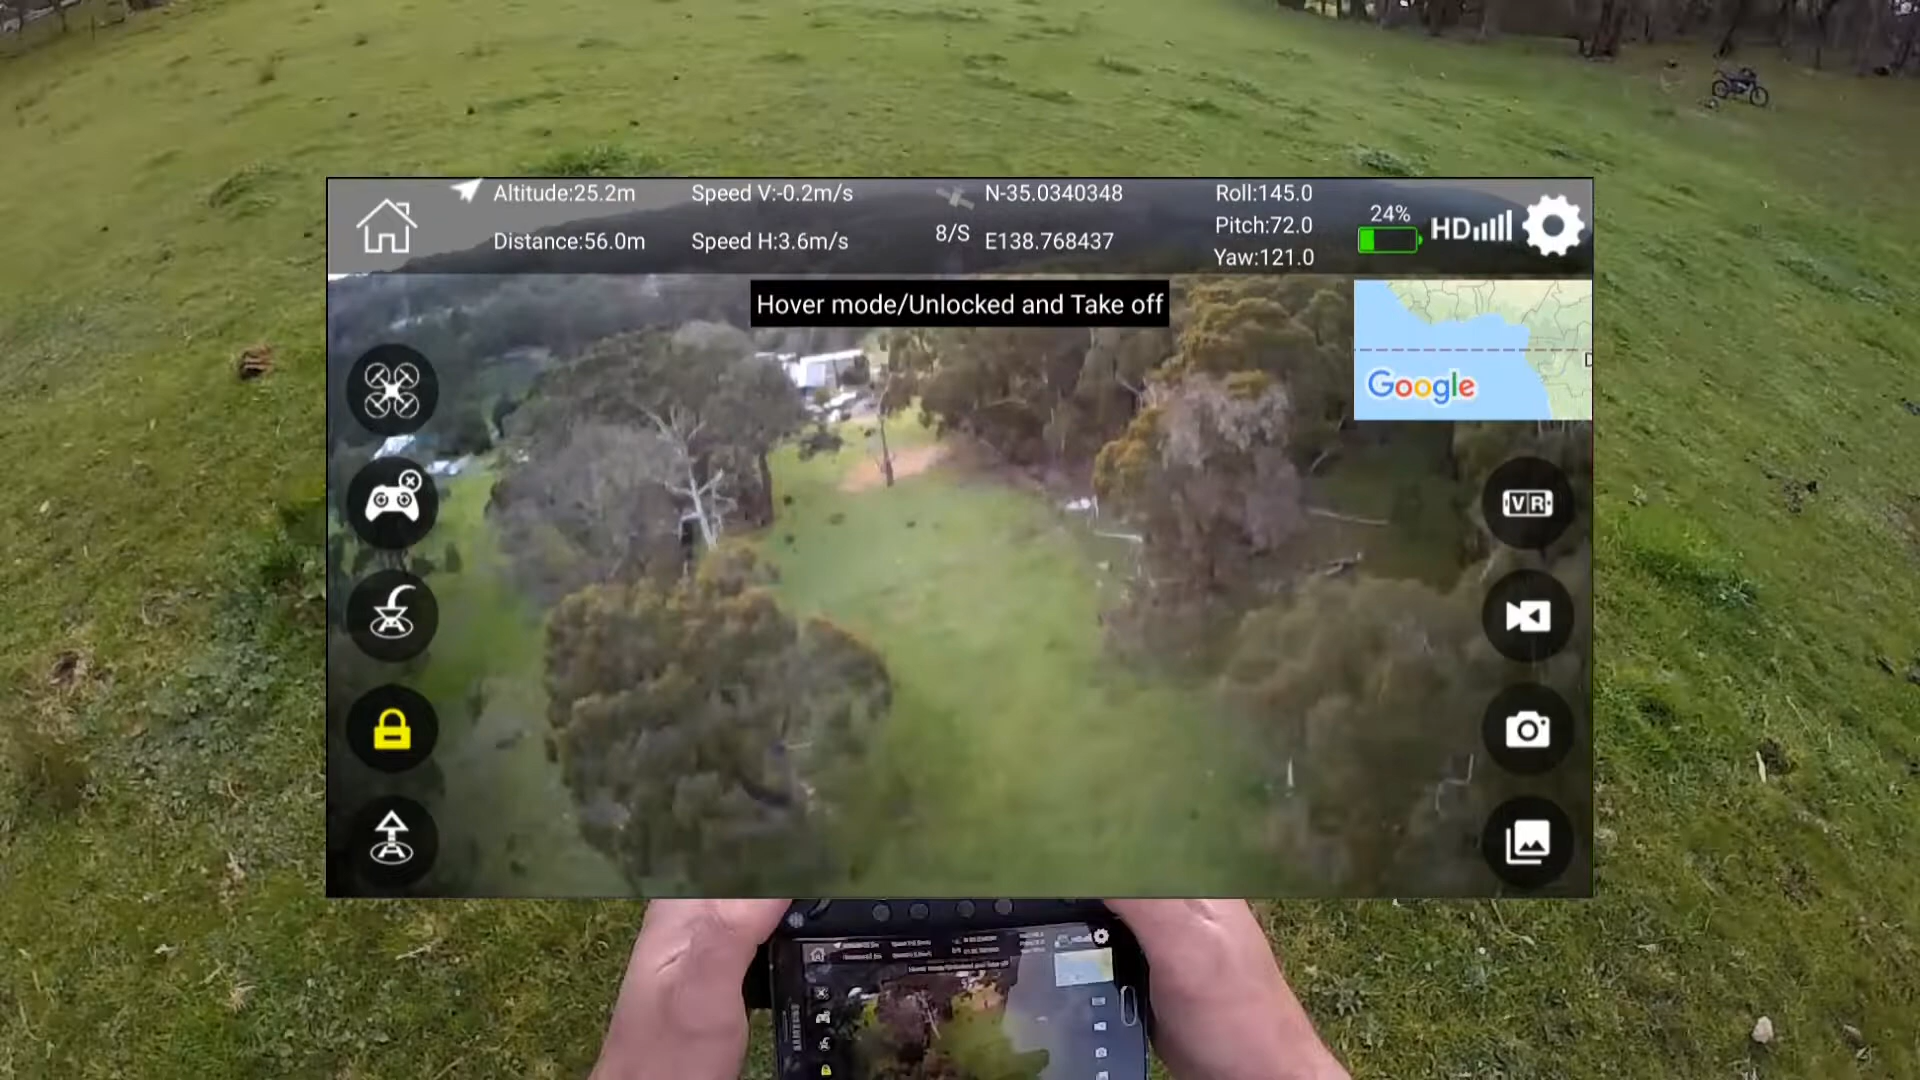 Altitude:25.2m
Speed V:-0.2m/s
N-35.0340348
Roll:145.0
Distance:56.0m
Speed H:3.6m/s
8/S
E138.768437
Pitch:72.0
Yaw:121.0
24%
HD
Hover mode/Unlocked and Take off
Google
D
VR
SAMSUNG